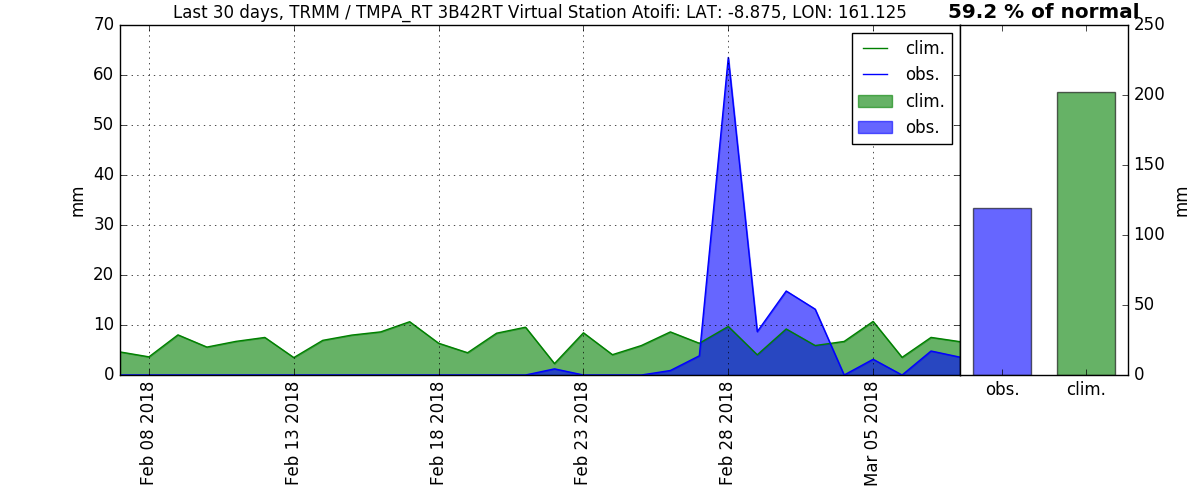 Last 30 days, TRMM / TMPA_RT 3B42RT Virtual Station Atoifi: LAT: -8.875, LON: 161.125
59.2 % of normal
70
60
50
40
30
20
10
0
mm
clim.
obs.
clim.
obs.
250
200
150
100
50
0
mm
obs.
clim.
Feb 08 2018
Feb 13 2018
Feb 18 2018
Feb 23 2018
Feb 28 2018
Mar 05 2018